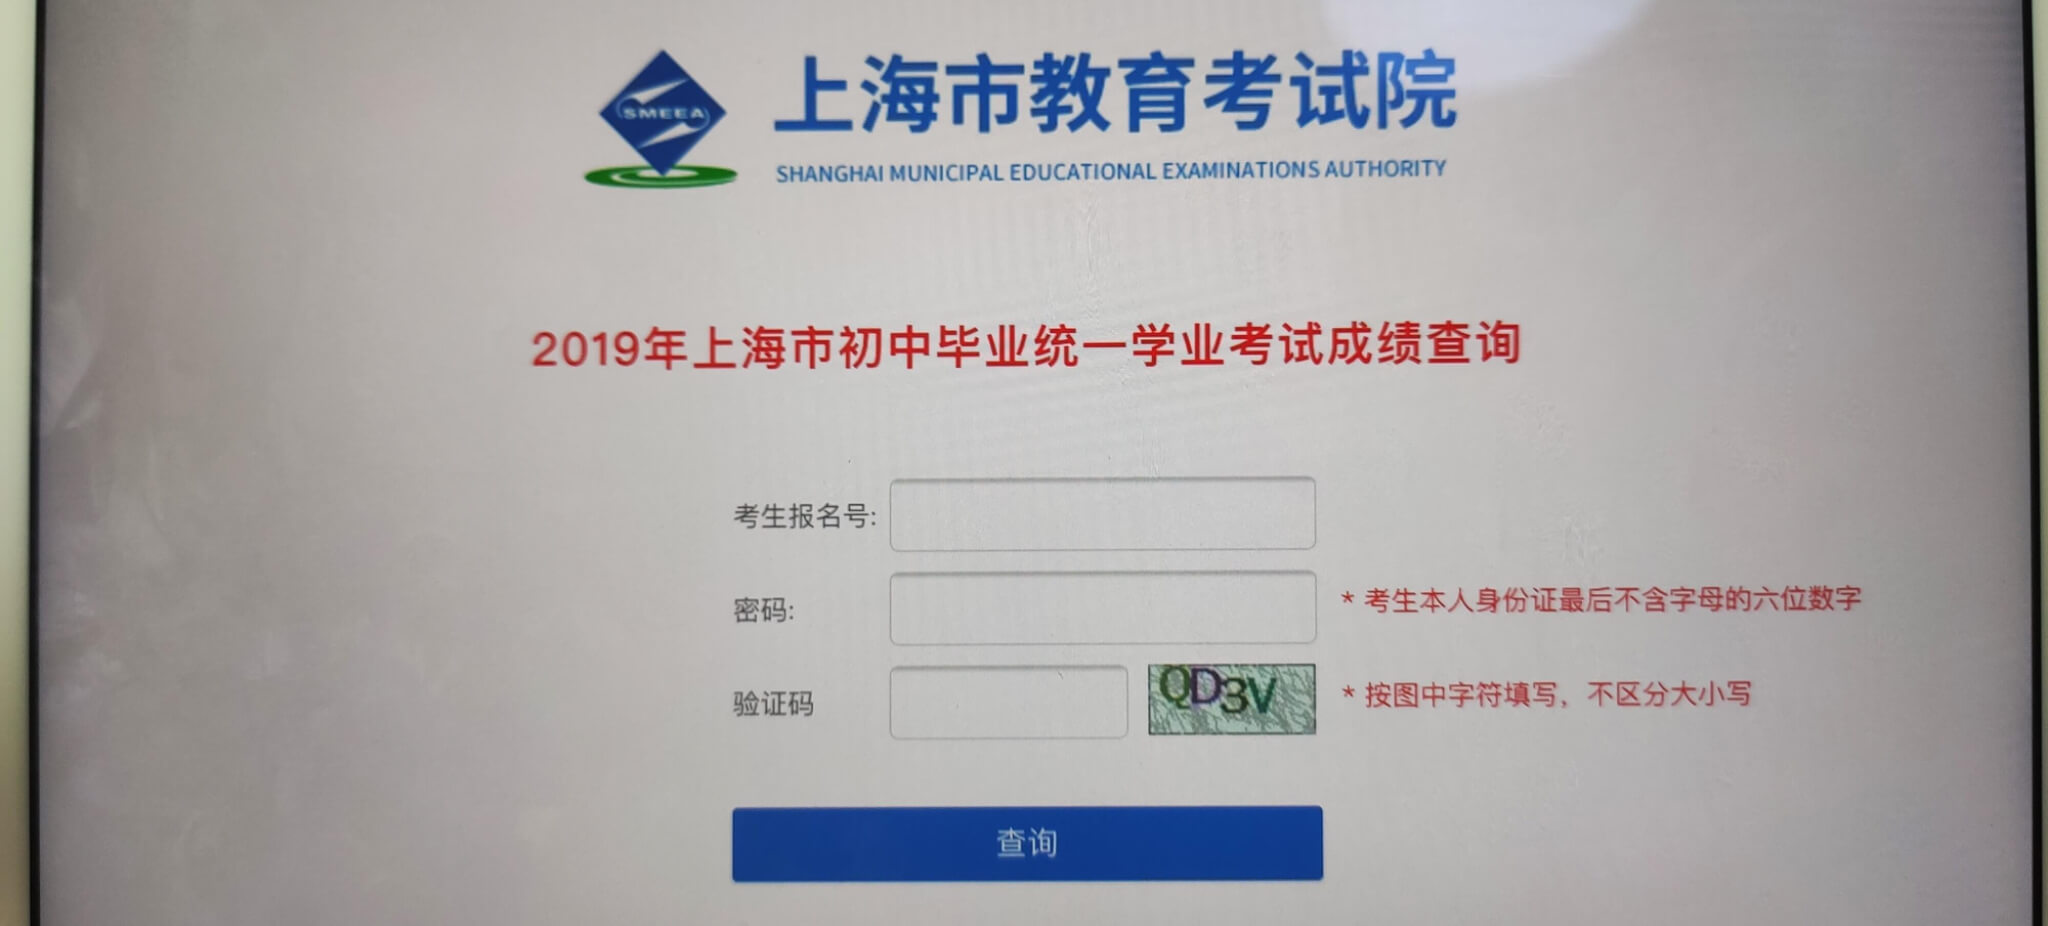 SMEEA
上海市教育考试院
SHANGHAI MUNICIPAL EDUCATIONAL EXAMINATIONS AUTHORITY
2019年上海市初中毕业统一学业考试成绩查询
考生报名号:
密码:
* 考生本人身份证最后不含字母的六位数字
验证码
QD3V
* 按图中字符填写，不区分大小写
查询